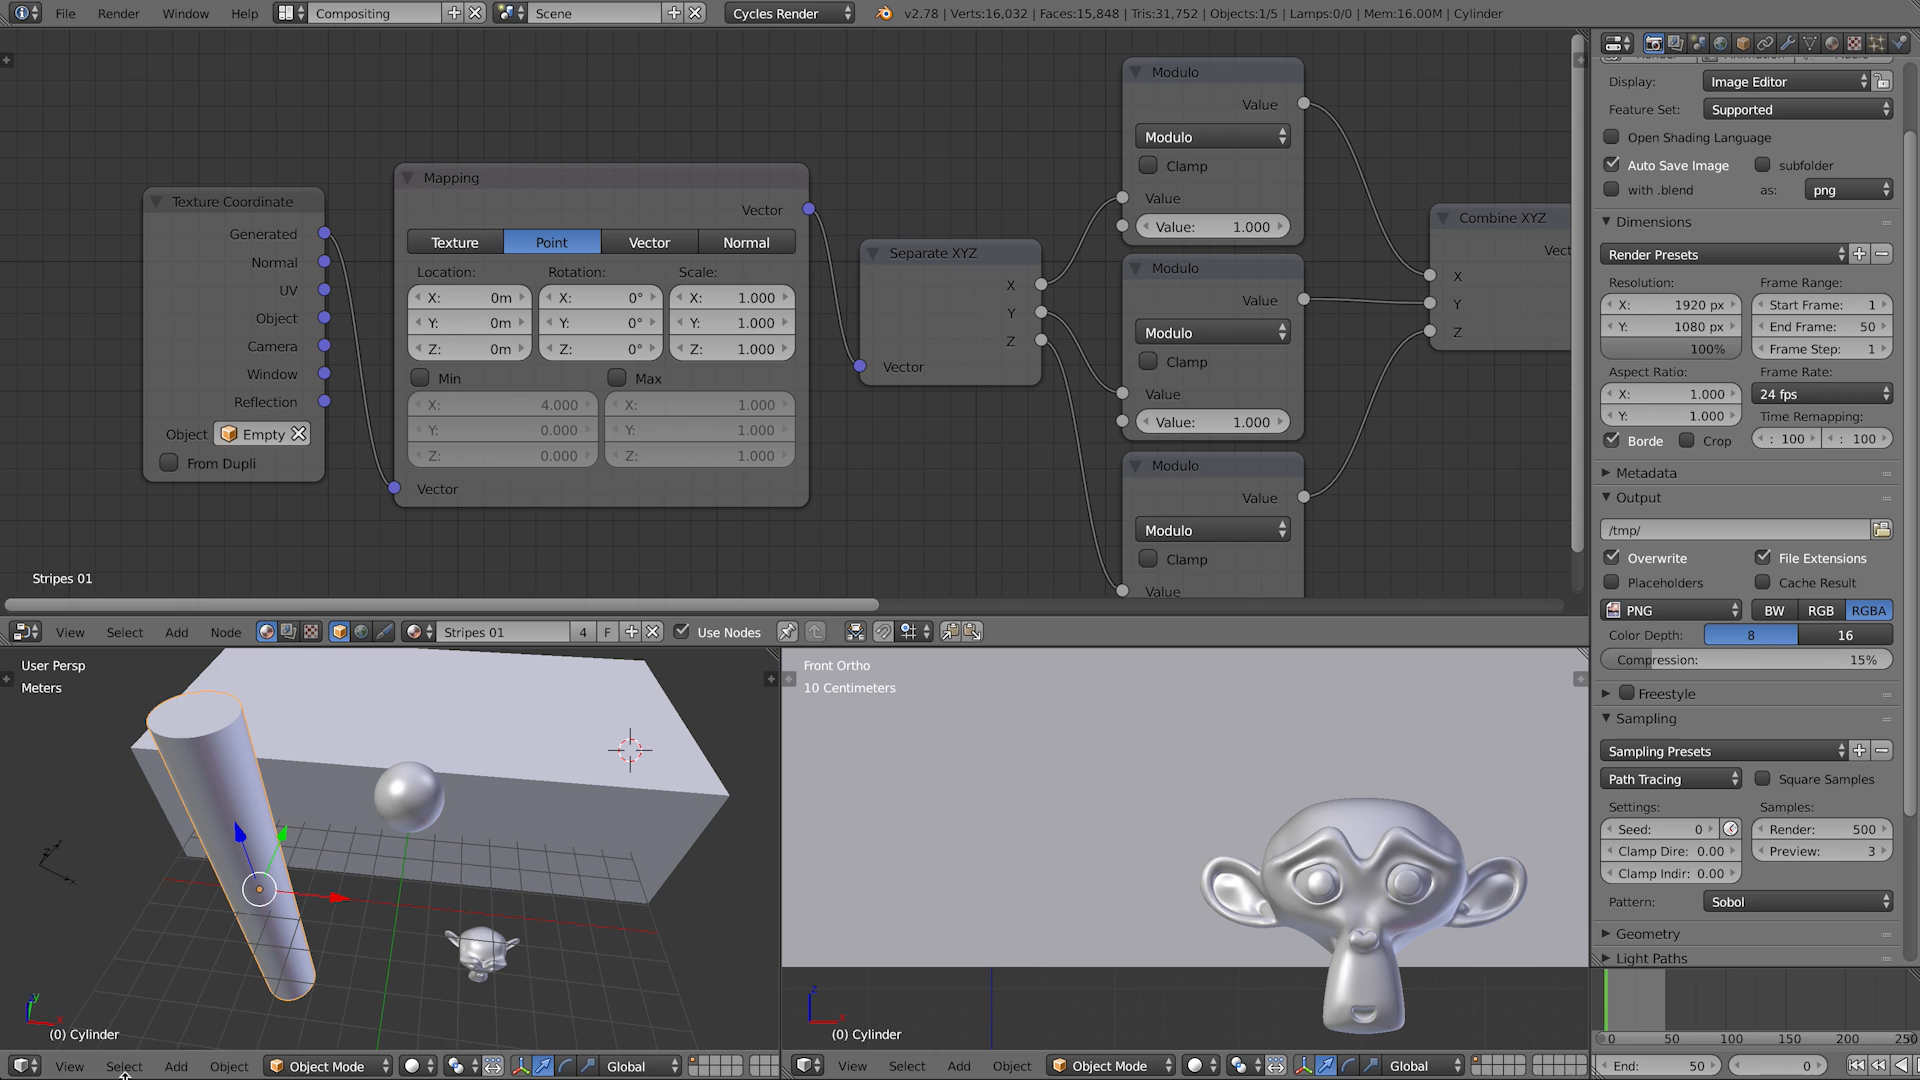 File Render Window Help Compositing Scene Cycles Render v2.78 | Verts:16,032 | Faces:15,848 | Tris:31,752 | Objects:1/5 | Lamps:0/0 | Mem:16.00M | Cylinder
Texture Coordinate
Generated
Normal
UV
Object
Camera
Window
Reflection
Object Empty
From Dupli
Mapping
Vector
Texture Point Vector Normal
Location: Rotation: Scale:
X: 0m X: 0° X: 1.000
Y: 0m Y: 0° Y: 1.000
Z: 0m Z: 0° Z: 1.000
Min Max
X: 4.000 X: 1.000
Y: 0.000 Y: 1.000
Z: 0.000 Z: 1.000
Vector
Separate XYZ
X
Y
Z
Vector
Modulo
Value
Modulo
Clamp
Value
Value: 1.000
Modulo
Value
Modulo
Clamp
Value
Value: 1.000
Modulo
Value
Modulo
Clamp
Value
Combine XYZ
Vect
X
Y
Z
Stripes 01
View Select Add Node Stripes 01 4 F Use Nodes
User Persp
Meters
(0) Cylinder
View Select Add Object Object Mode Global
Front Ortho
10 Centimeters
(0) Cylinder
View Select Add Object Object Mode Global
Display: Image Editor
Feature Set: Supported
Open Shading Language
Auto Save Image subfolder
with .blend as: png
Dimensions
Render Presets
Resolution: Frame Range:
X: 1920 px Start Frame: 1
Y: 1080 px End Frame: 50
100% Frame Step: 1
Aspect Ratio: Frame Rate:
X: 1.000 24 fps
Y: 1.000 Time Remapping:
Borde Crop : 100 : 100
Metadata
Output
/tmp/
Overwrite File Extensions
Placeholders Cache Result
PNG BW RGB RGBA
Color Depth: 8 16
Compression: 15%
Freestyle
Sampling
Sampling Presets
Path Tracing Square Samples
Settings: Samples:
Seed: 0 Render: 500
Clamp Dire: 0.00 Preview: 3
Clamp Indir: 0.00
Pattern: Sobol
Geometry
Light Paths
0 50 100 150 200 250
End: 50 0